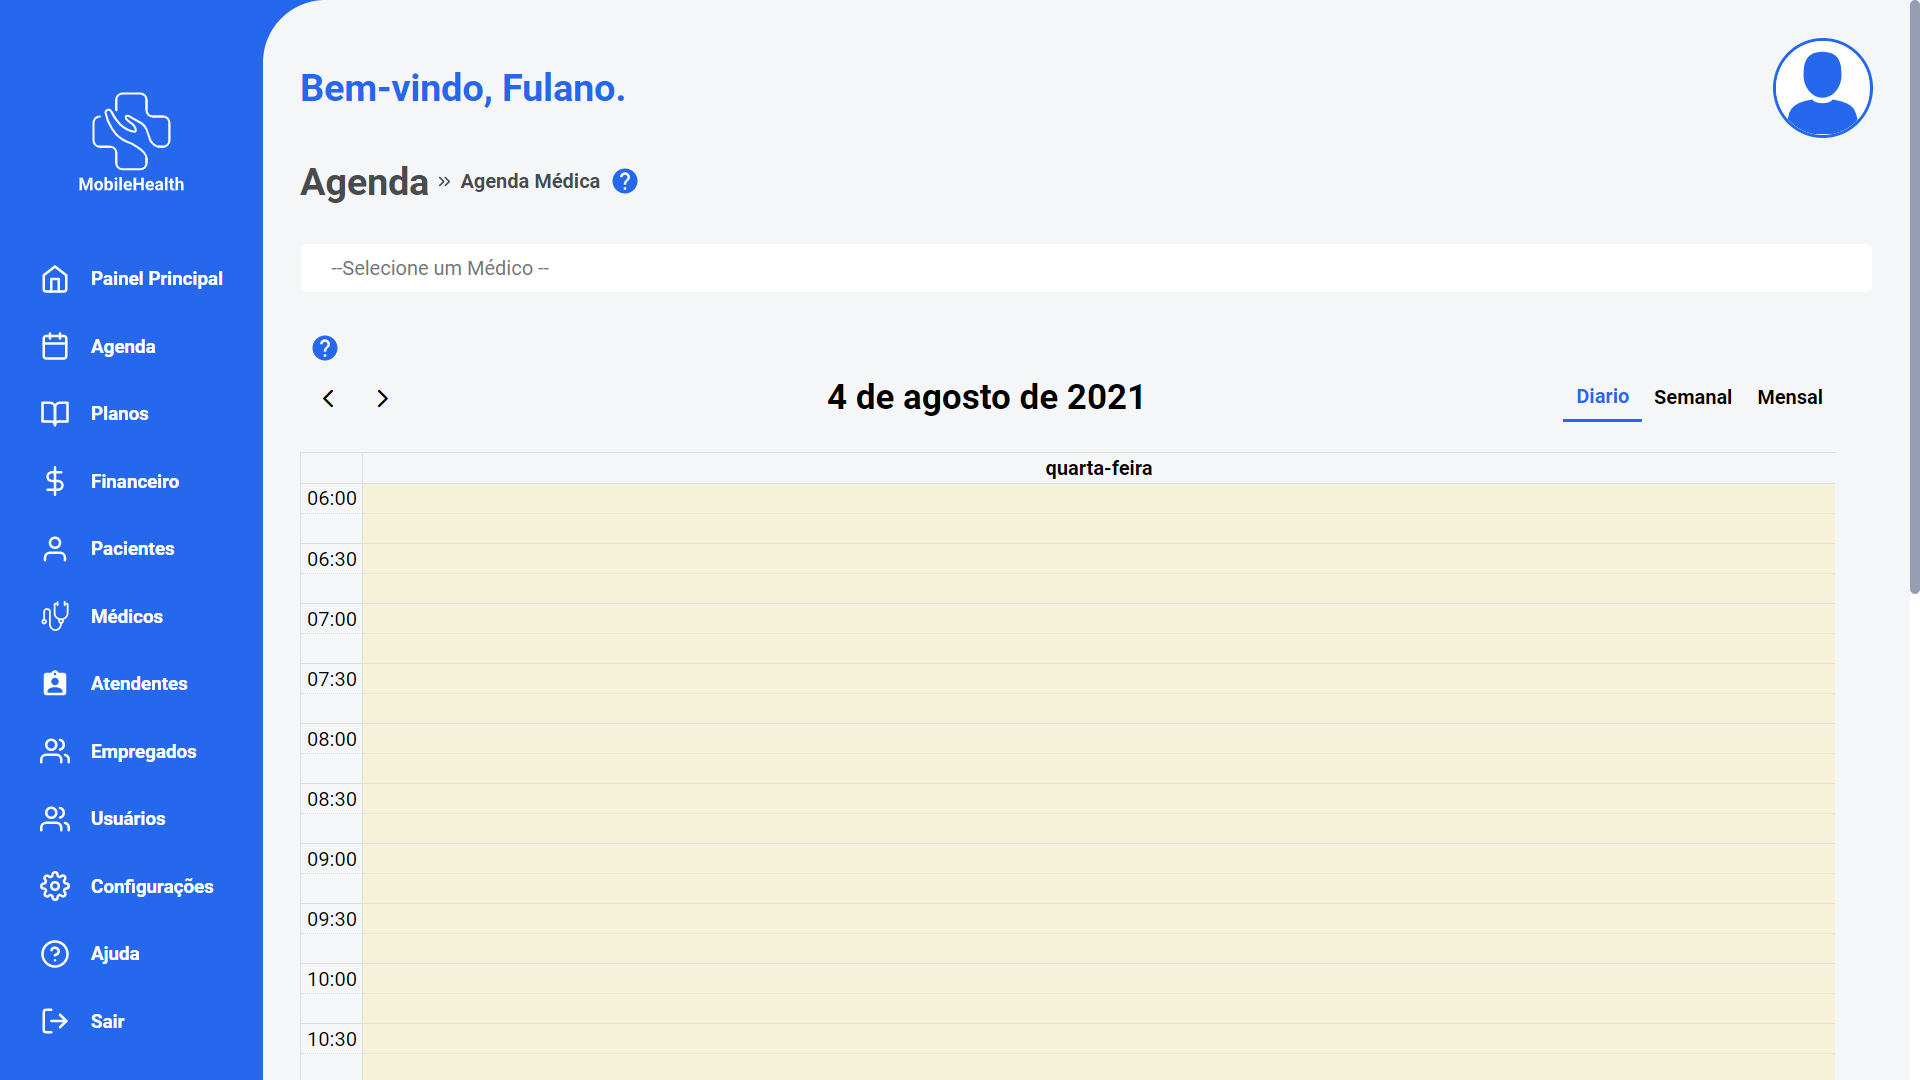 MobileHealth
Painel Principal
Agenda
Planos
Financeiro
Pacientes
Médicos
Atendentes
Empregados
Usuários
Configurações
Ajuda
Sair
Bem-vindo, Fulano.
Agenda » Agenda Médica ?
--Selecione um Médico --
?
4 de agosto de 2021
Diario Semanal Mensal
quarta-feira
06:00
06:30
07:00
07:30
08:00
08:30
09:00
09:30
10:00
10:30